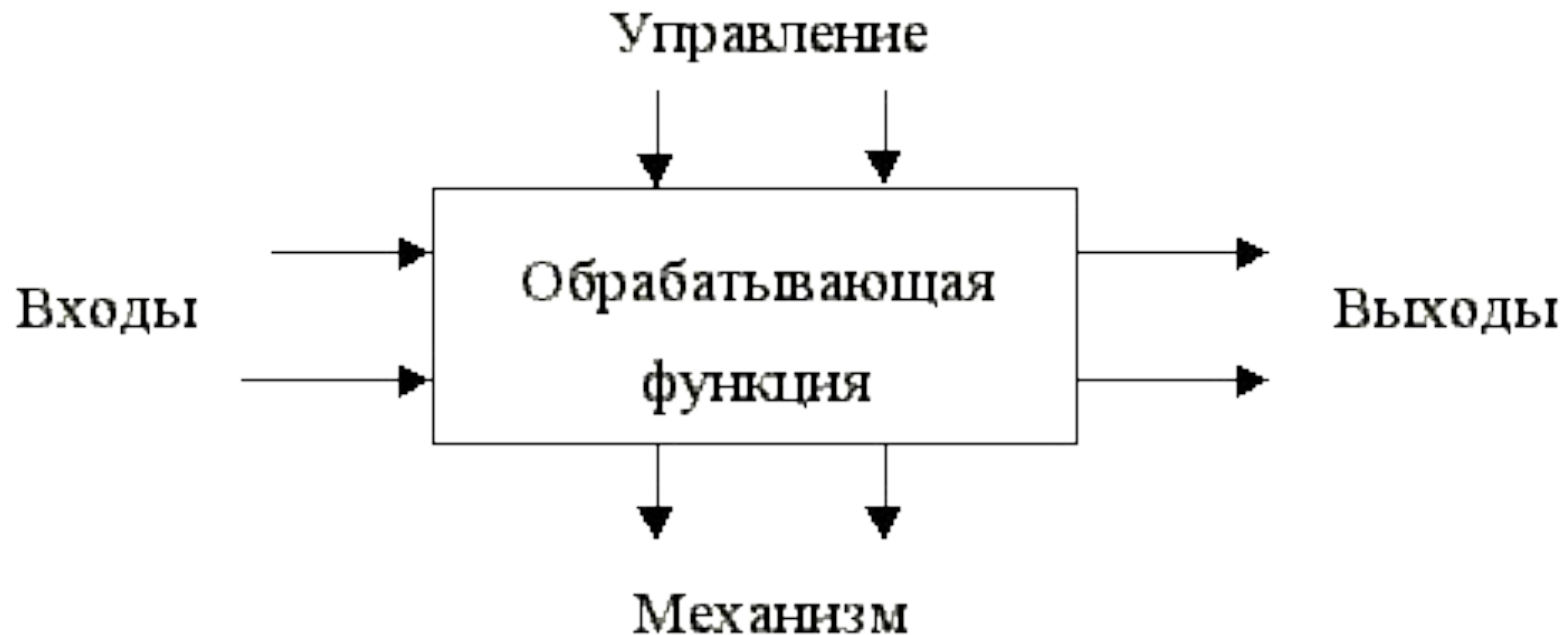 Управление
Обрабатывающая
Входы
Выходы
функция
Механизм